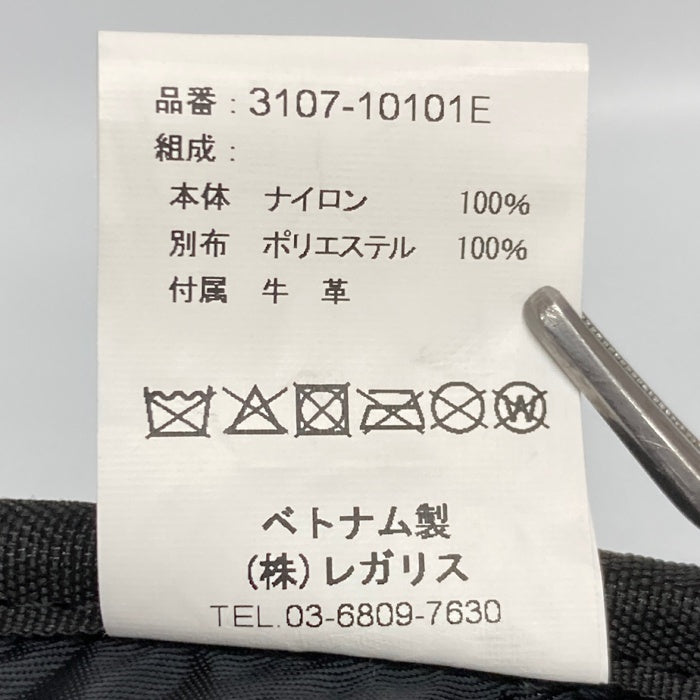 品番:3107-10101E
組成:
本体 ナイロン 100%
別布 ポリエステル 100%
付属 牛 革
W
ベトナム製
(株)レガリス
TEL.03-6809-7630